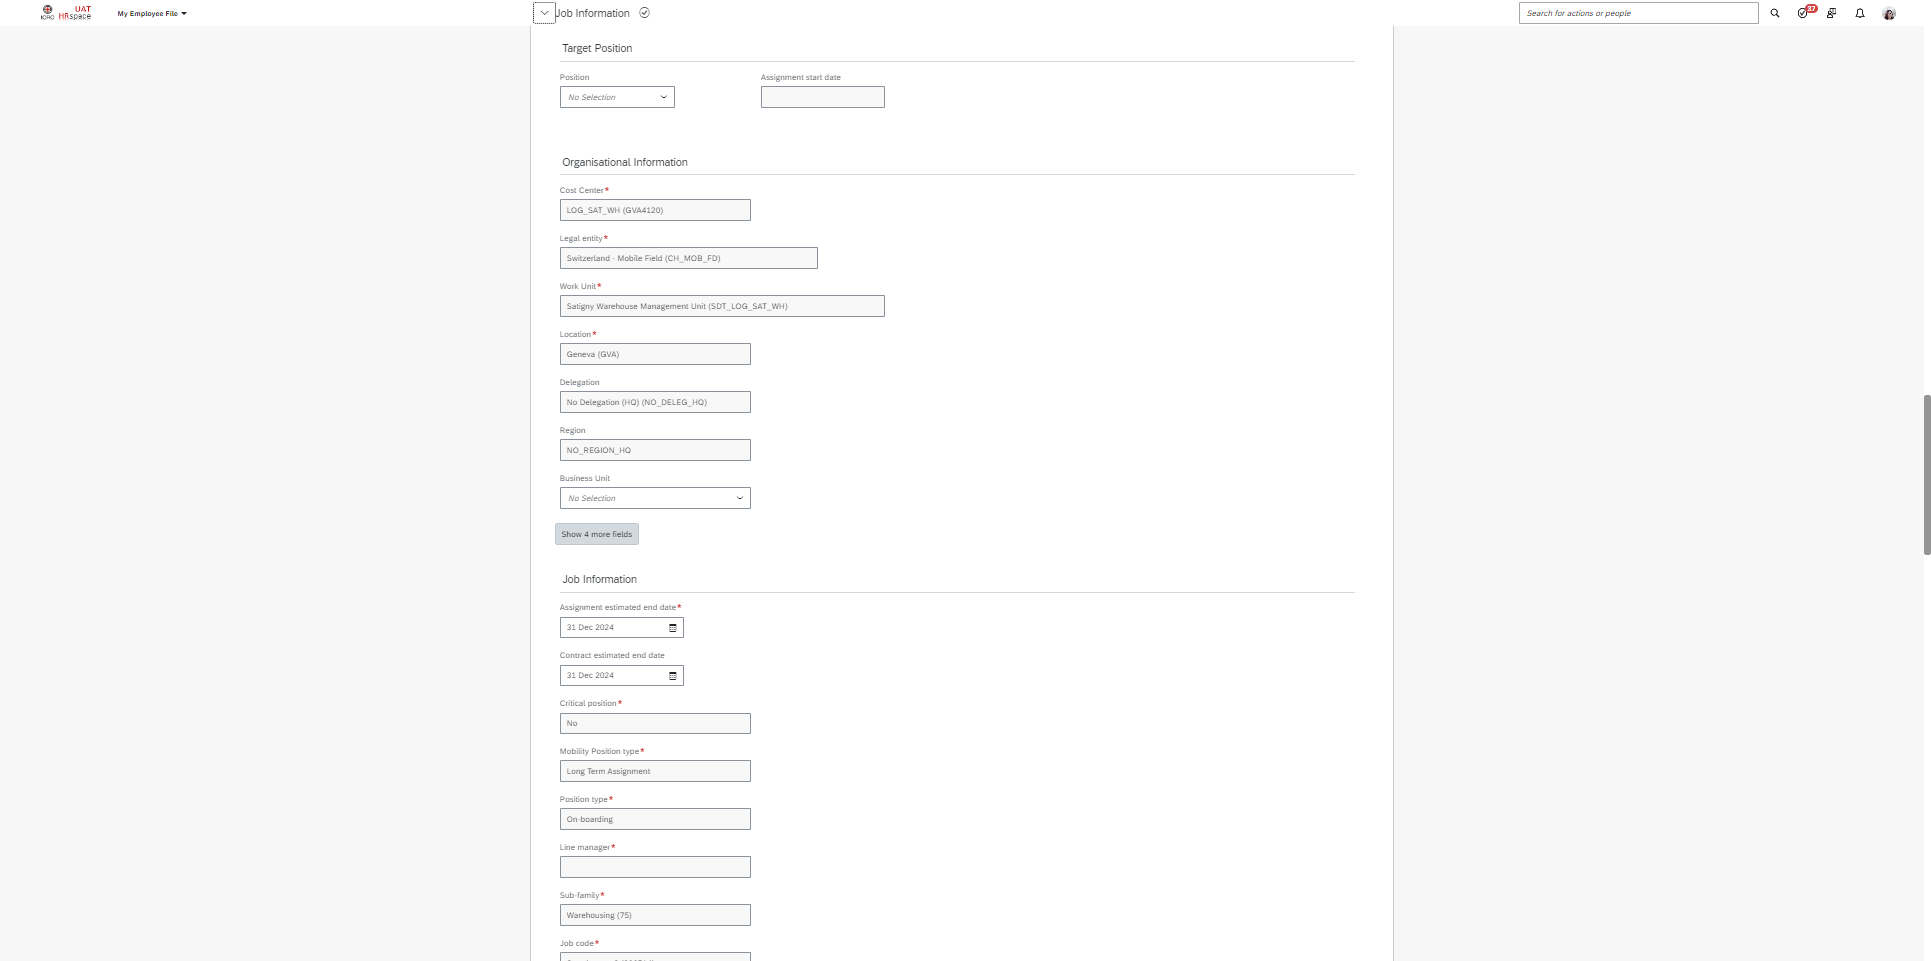 ICRC
UAT
HRspace
My Employee File
Job Information
Search for actions or people
37
Target Position
Position
Assignment start date
No Selection
Organisational Information
Cost Center*
LOG_SAT_WH (GVA4120)
Legal entity*
Switzerland - Mobile Field (CH_MOB_FD)
Work Unit*
Satigny Warehouse Management Unit (SDT_LOG_SAT_WH)
Location*
Geneva (GVA)
Delegation
No Delegation (HQ) (NO_DELEG_HQ)
Region
NO_REGION_HQ
Business Unit
No Selection
Show 4 more fields
Job Information
Assignment estimated end date*
31 Dec 2024
Contract estimated end date
31 Dec 2024
Critical position*
No
Mobility Position type*
Long Term Assignment
Position type*
On-boarding
Line manager*
Sub-family*
Warehousing (75)
Job code*